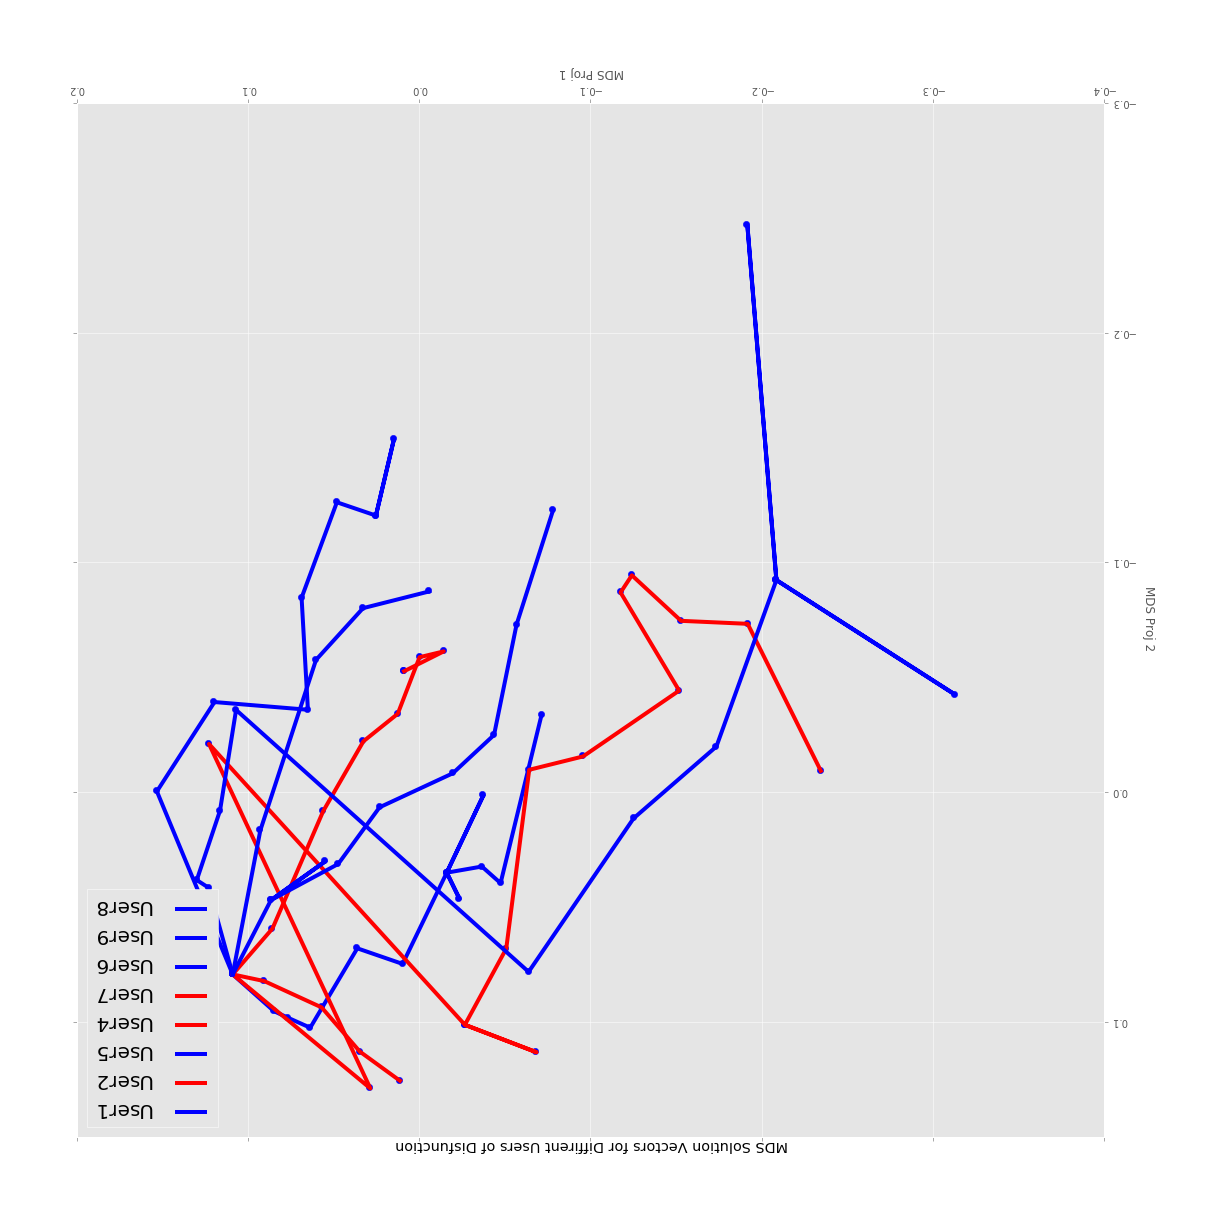 MDS Solution Vectors for Diffirent Users of Disfunction
User1
User2
User5
User4
User7
User6
User9
User8
0.1
0.0
−0.1
−0.2
−0.3
MDS Proj 2
−0.4
−0.3
−0.2
−0.1
0.0
0.1
0.2
MDS Proj 1